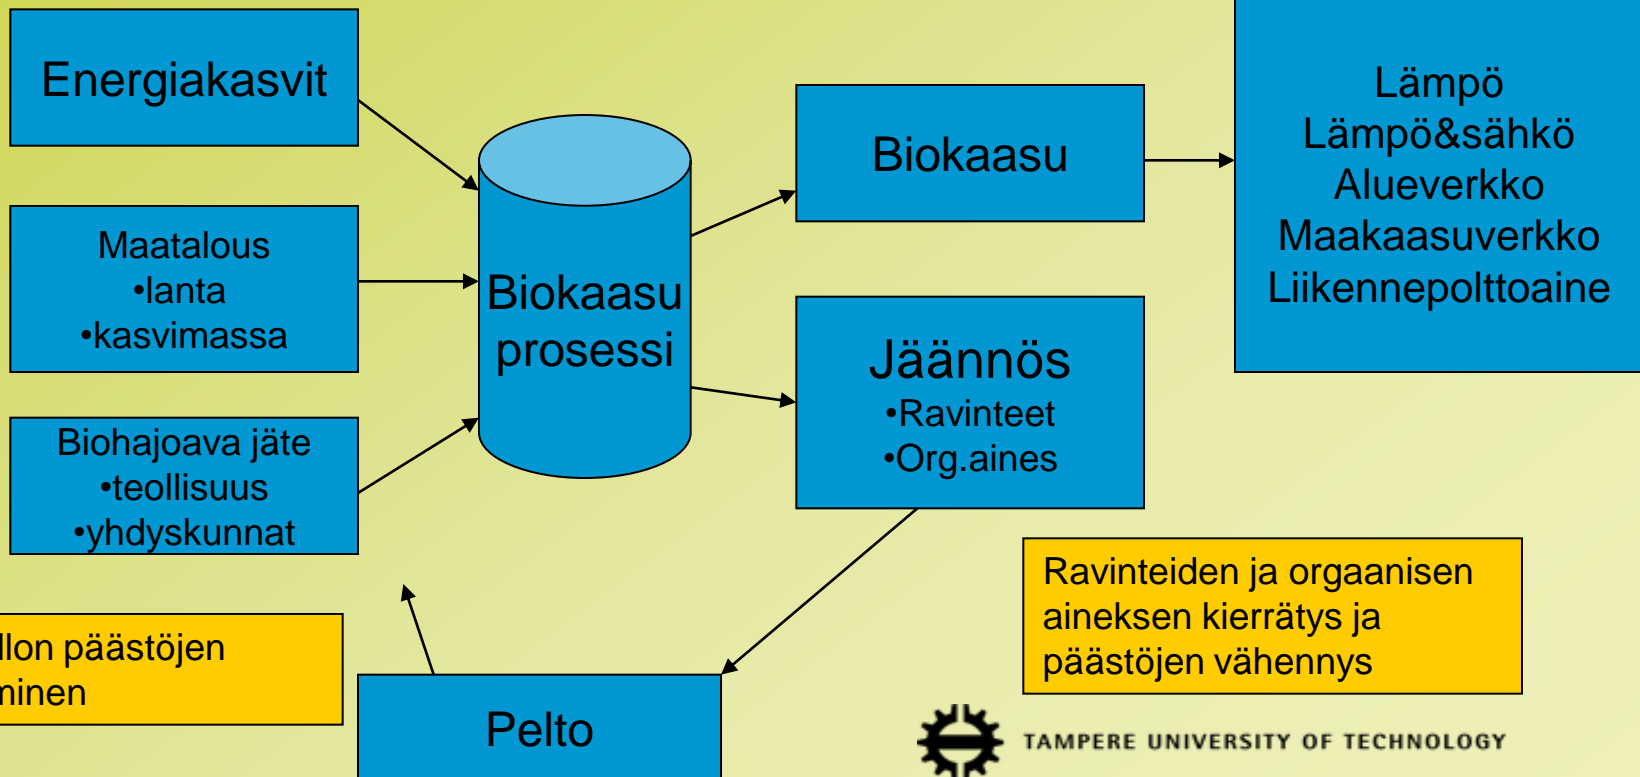 Energiakasvit
Maatalous
•lanta
•kasvimassa
Biohajoava jäte
•teollisuus
•yhdyskunnat
Biokaasu
prosessi
Biokaasu
Jäännös
•Ravinteet
•Org.aines
Lämpö
Lämpö&sähkö
Alueverkko
Maakaasuverkko
Liikennepolttoaine
päästöjen
Pelto
Ravinteiden ja orgaanisen
aineksen kierrätys ja
päästöjen vähennys
TAMPERE UNIVERSITY OF TECHNOLOGY